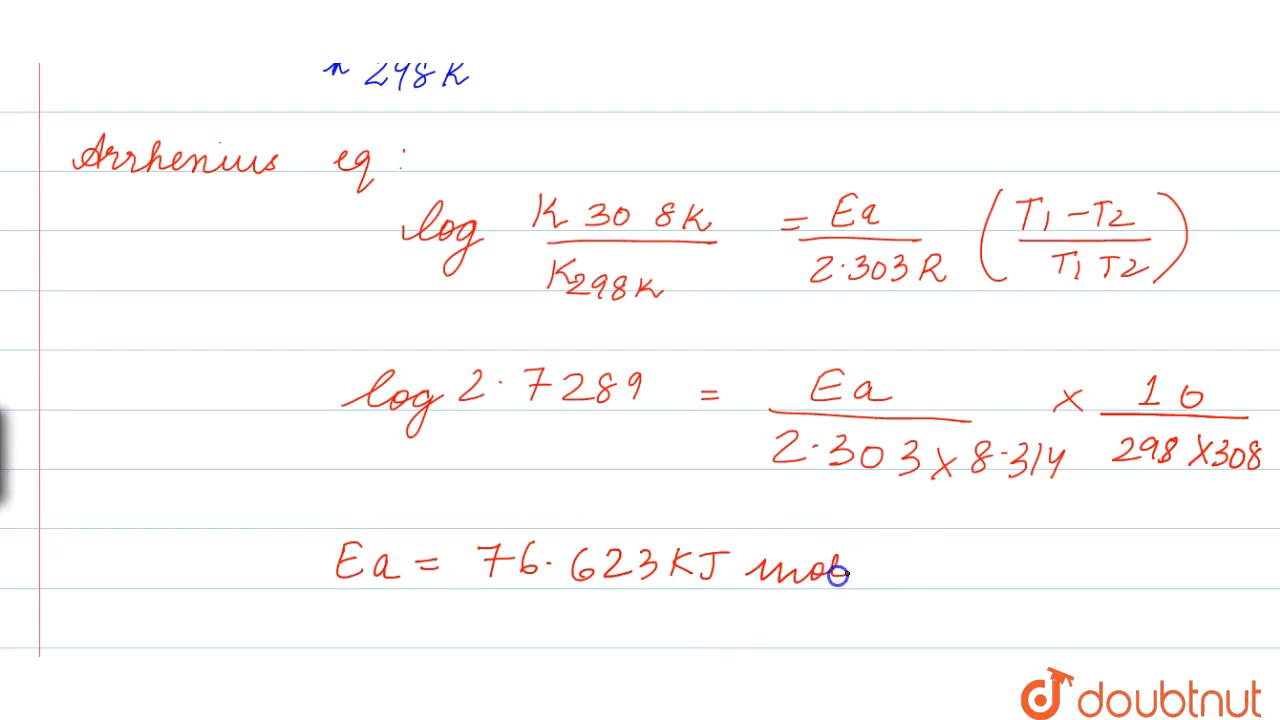 298K
Arrhenius eq :
log K 308K / K298K = Ea / 2.303R (T1 - T2 / T1 T2)
log 2.7289 = Ea / 2.303 x 8.314 x 10 / 298 x 308
Ea = 76.623 KJ mol
doubtnut